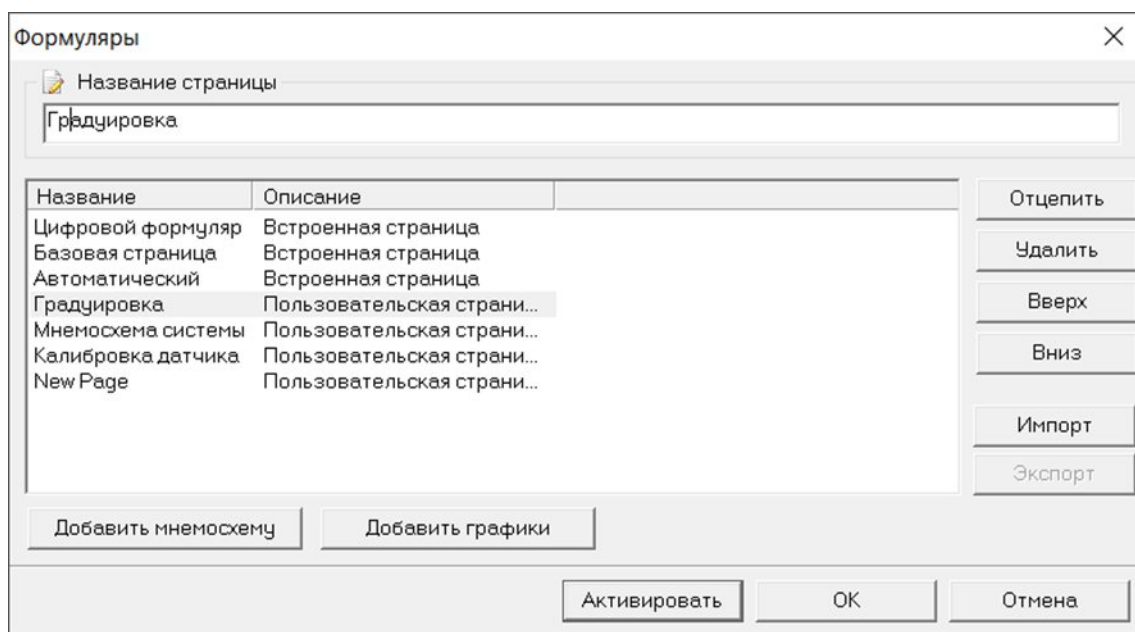 Формуляры
Название страницы
Градуировка
Название Описание
Цифровой формуляр Встроенная страница
Базовая страница Встроенная страница
Автоматический Встроенная страница
Градуировка Пользовательская страни...
Мнемосхема системы Пользовательская страни...
Калибровка датчика Пользовательская страни...
New Page Пользовательская страни...
Отцепить
Удалить
Вверх
Вниз
Импорт
Экспорт
Добавить мнемосхему Добавить графики
Активировать OK Отмена